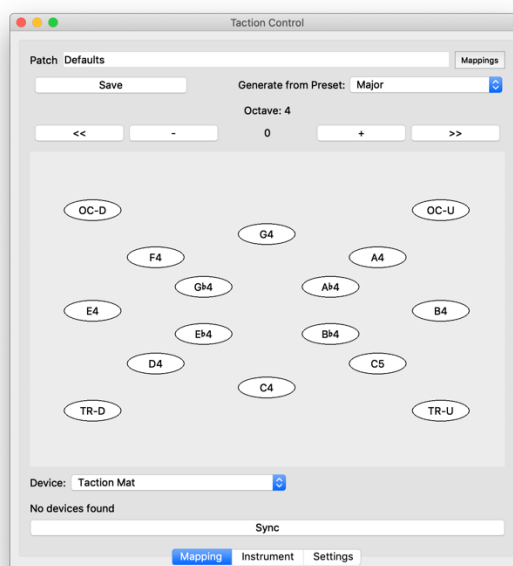 Taction Control
Patch Defaults Mappings
Save Generate from Preset: Major
Octave: 4
<< - 0 + >>
OC-D OC-U
G4
F4 A4
G♭4 A♭4
E4 B4
E♭4 B♭4
D4 C5
C4
TR-D TR-U
Device: Taction Mat
No devices found
Sync
Mapping Instrument Settings